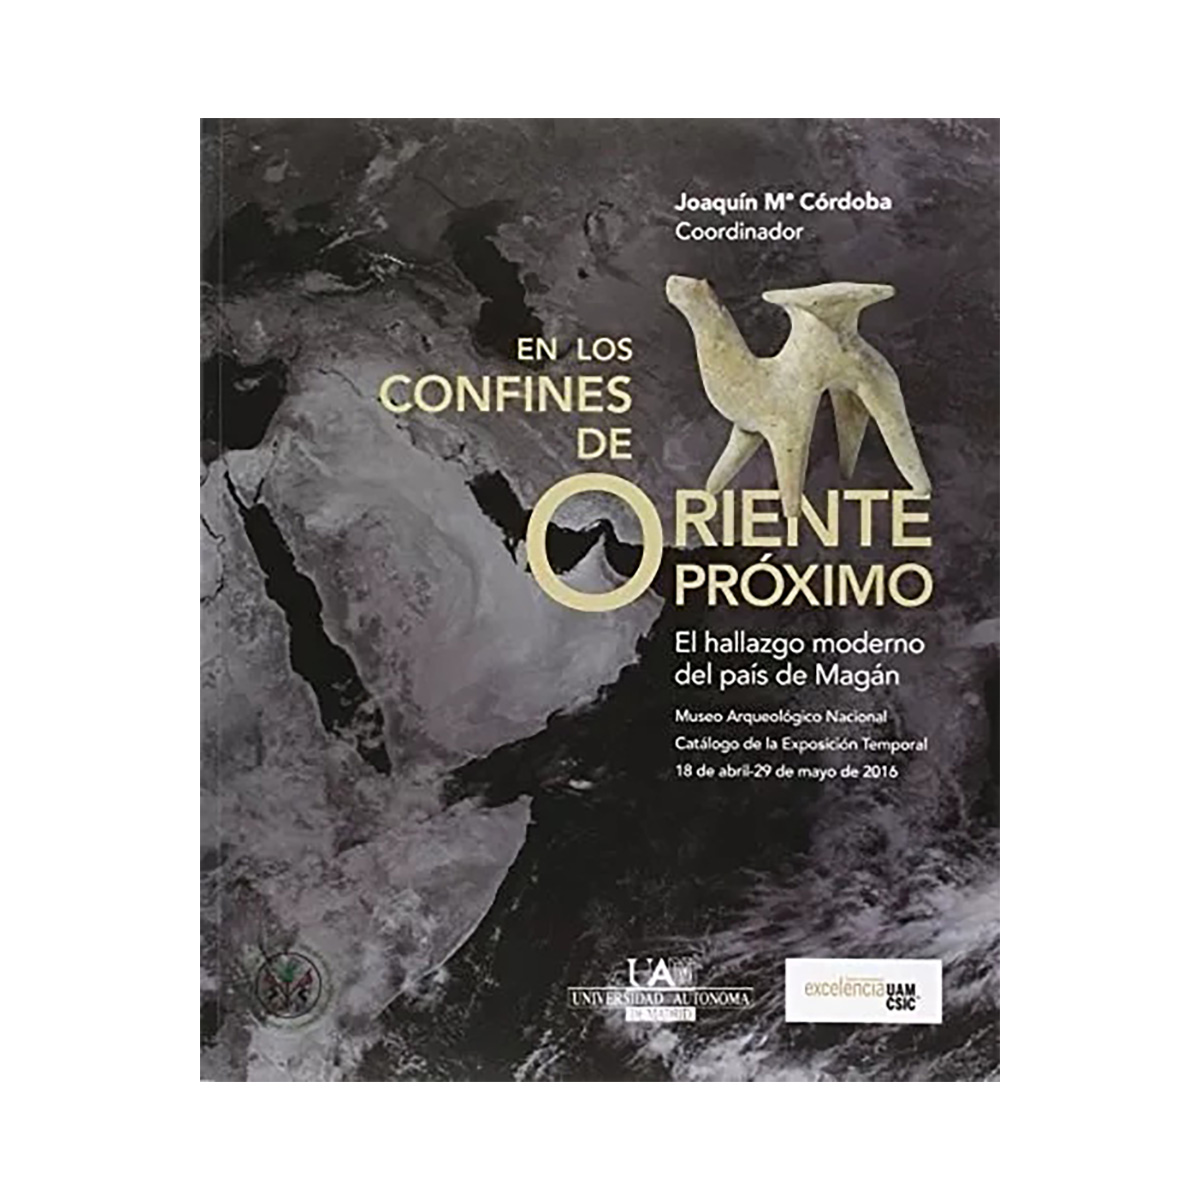 Joaquín Mª Córdoba
Coordinador
EN LOS
CONFINES
DE
ORIENTE
PRÓXIMO
El hallazgo moderno
del país de Magán
Museo Arqueológico Nacional
Catálogo de la Exposición Temporal
18 de abril-29 de mayo de 2016
UAM
UNIVERSIDAD AUTONOMA
DE MADRID
excelencia UAM
CSIC